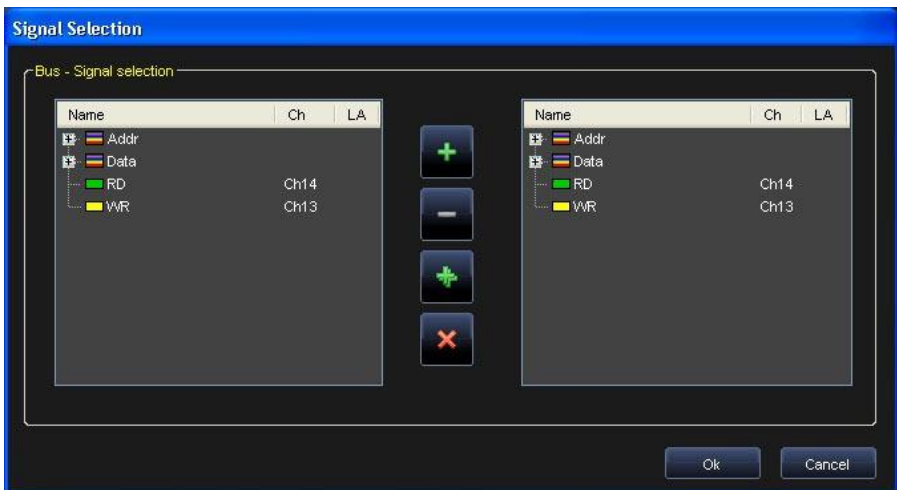 Signal Selection
Bus - Signal selection
Name Ch LA
Addr
Data
RD Ch14
WR Ch13
Name Ch LA
Addr
Data
RD Ch14
WR Ch13
Ok Cancel